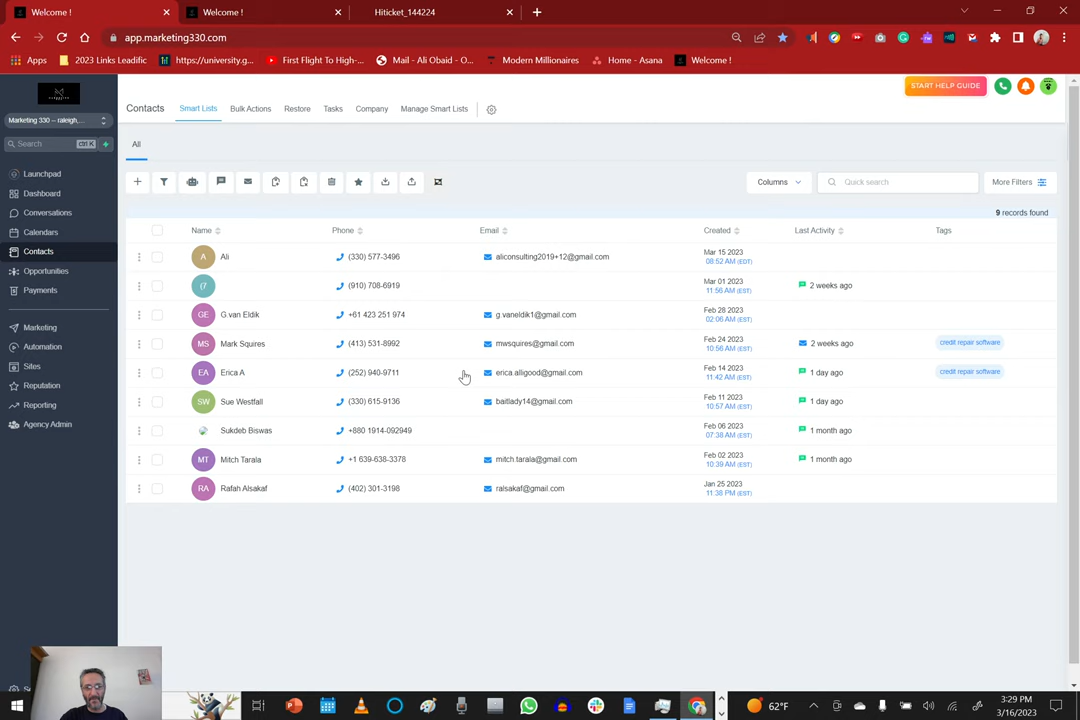 Welcome !
Welcome !
Hiticket_144224
app.marketing330.com
Apps
2023 Links Leadific
https://university.g...
First Flight To High-...
Mail - Ali Obaid - O...
Modern Millionaires
Home - Asana
Welcome !
Contacts
Smart Lists
Bulk Actions
Restore
Tasks
Company
Manage Smart Lists
START HELP GUIDE
Marketing 330 -- raleigh,...
Search
ctrl K
All
Launchpad
Dashboard
Conversations
Calendars
Contacts
Opportunities
Payments
Marketing
Automation
Sites
Reputation
Reporting
Agency Admin
Columns
Quick search
More Filters
9 records found
Name
Phone
Email
Created
Last Activity
Tags
A
Ali
(330) 577-3496
aliconsulting2019+12@gmail.com
Mar 15 2023
08:52 AM (EDT)
(7
(910) 708-6919
Mar 01 2023
11:56 AM (EST)
2 weeks ago
GE
G van Eldik
+61 423 251 974
g.vaneldik1@gmail.com
Feb 28 2023
02:06 AM (EST)
MS
Mark Squires
(413) 531-8992
mwsquires@gmail.com
Feb 24 2023
10:56 AM (EST)
2 weeks ago
credit repair software
EA
Erica A
(252) 940-9711
erica.alligood@gmail.com
Feb 14 2023
11:42 AM (EST)
1 day ago
credit repair software
SW
Sue Westfall
(330) 615-9136
baitlady14@gmail.com
Feb 11 2023
10:57 AM (EST)
1 day ago
Sukdeb Biswas
+880 1914-092949
Feb 06 2023
07:38 AM (EST)
1 month ago
MT
Mitch Tarala
+1 639-638-3378
mitch.tarala@gmail.com
Feb 02 2023
10:39 AM (EST)
1 month ago
RA
Rafah Alsakaf
(402) 301-3198
ralsakaf@gmail.com
Jan 25 2023
11:38 PM (EST)
62°F
3:29 PM
3/16/2023